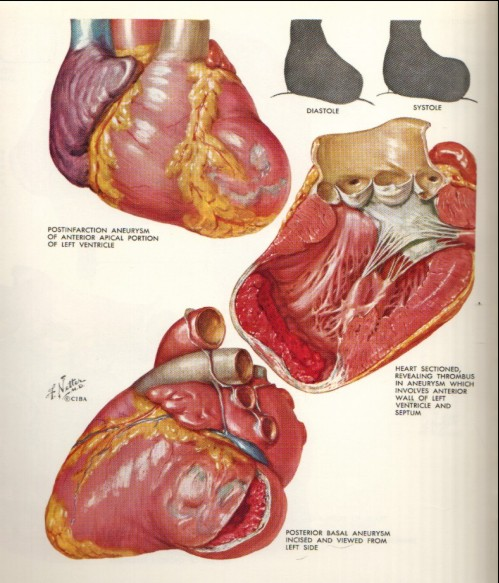 DIASTOLE
SYSTOLE
POSTINFARCTION ANEURYSM
OF ANTERIOR APICAL PORTION
OF LEFT VENTRICLE
HEART SECTIONED,
REVEALING THROMBUS
IN ANEURYSM WHICH
INVOLVES ANTERIOR
WALL OF LEFT
VENTRICLE AND
SEPTUM
F. Netter
M.D.
©CIBA
POSTERIOR BASAL ANEURYSM
INCISED AND VIEWED FROM
LEFT SIDE